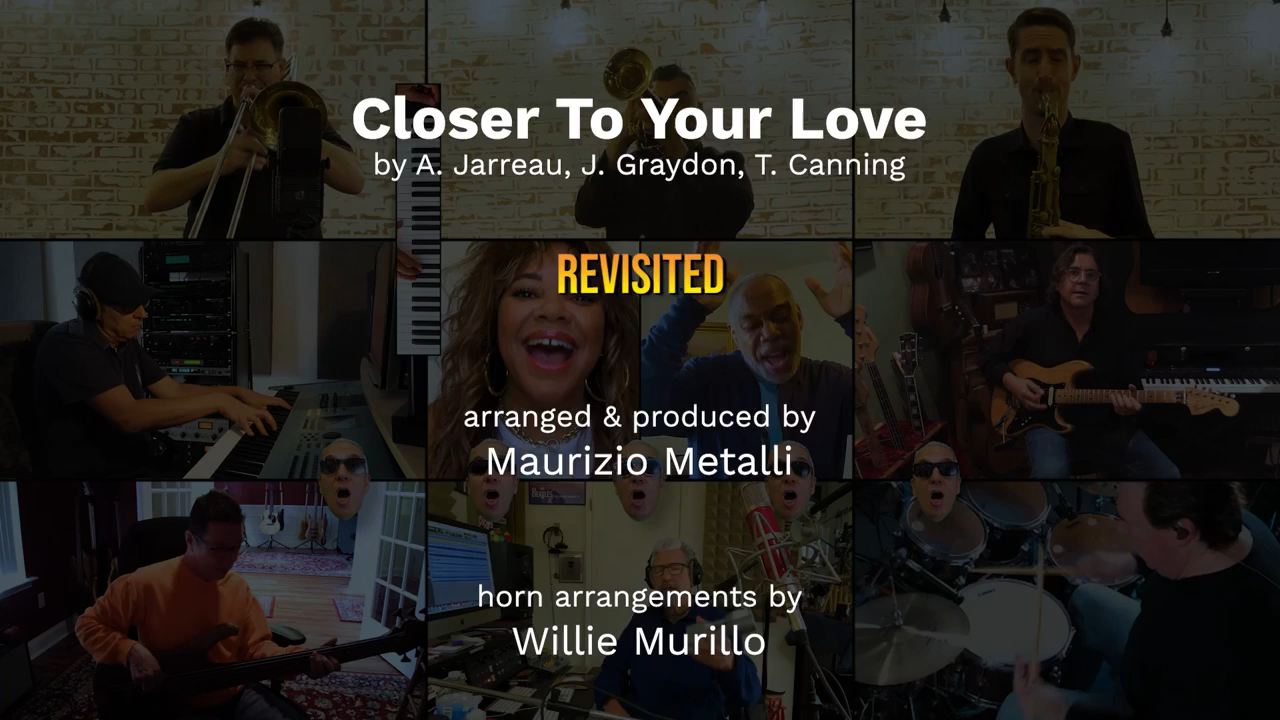 Closer To Your Love
by A. Jarreau, J. Graydon, T. Canning
REVISITED
arranged & produced by
Maurizio Metalli
horn arrangements by
Willie Murillo